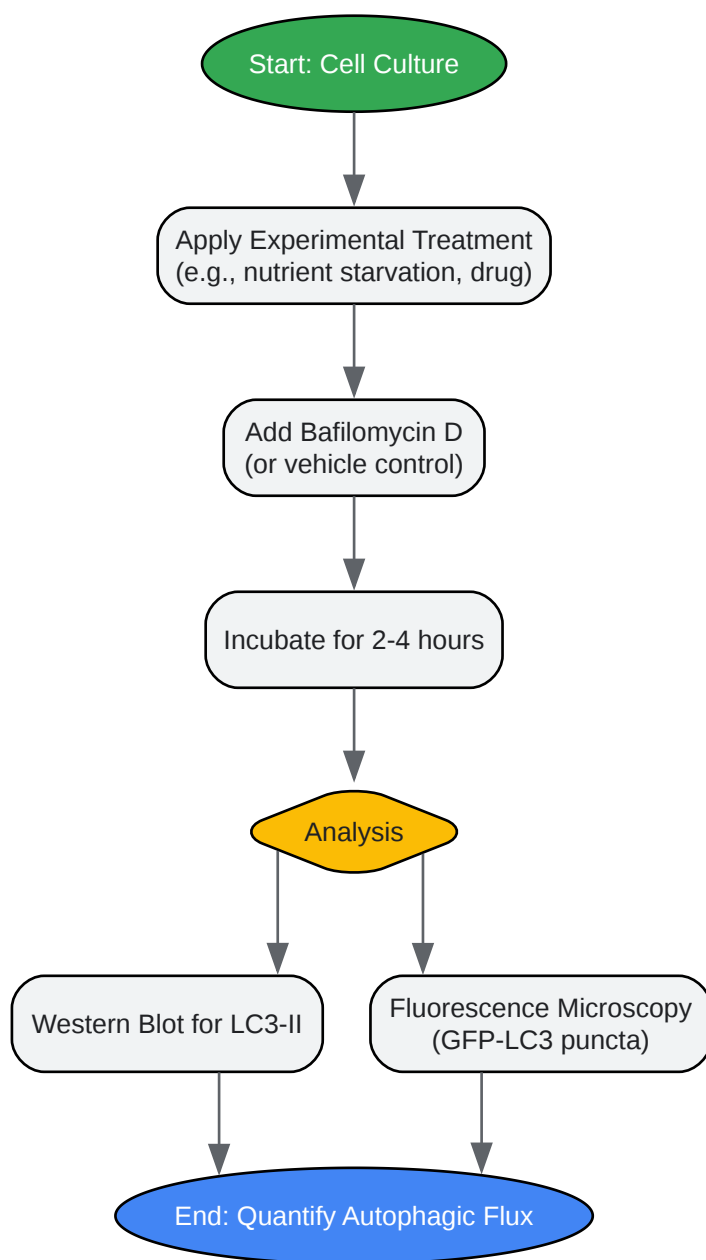 Start: Cell Culture
Apply Experimental Treatment
(e.g., nutrient starvation, drug)
Add Bafilomycin D
(or vehicle control)
Incubate for 2-4 hours
Analysis
Western Blot for LC3-II
Fluorescence Microscopy
(GFP-LC3 puncta)
End: Quantify Autophagic Flux